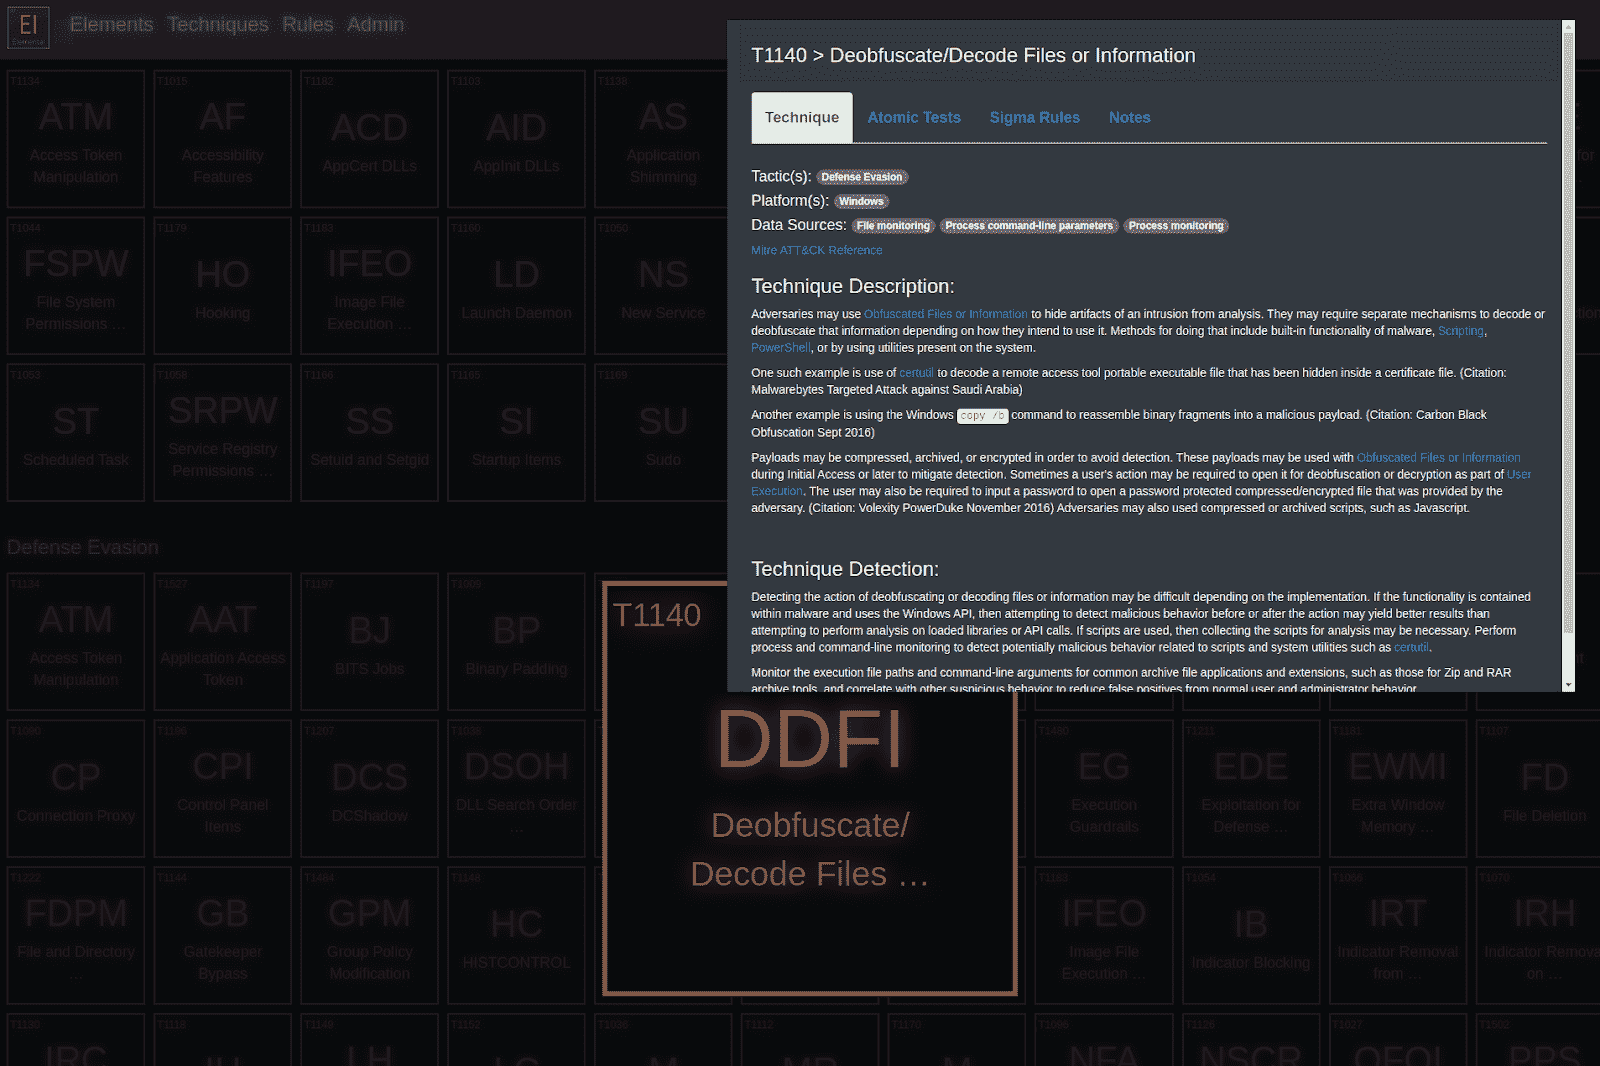 EI
Elemental
Elements Techniques Rules Admin
T1134
ATM
Access Token
Manipulation
T1015
AF
Accessibility
Features
T1182
ACD
AppCert DLLs
T1103
AID
AppInit DLLs
T1138
AS
Application
Shimming
T1044
FSPW
File System
Permissions ...
T1179
HO
Hooking
T1183
IFEO
Image File
Execution ...
T1160
LD
Launch Daemon
T1050
NS
New Service
T1053
ST
Scheduled Task
T1058
SRPW
Service Registry
Permissions ...
T1166
SS
Setuid and Setgid
T1165
SI
Startup Items
T1169
SU
Sudo
T1140 > Deobfuscate/Decode Files or Information
Technique Atomic Tests Sigma Rules Notes
Tactic(s): Defense Evasion
Platform(s): Windows
Data Sources: File monitoring Process command-line parameters Process monitoring
Mitre ATT&CK Reference
Technique Description:
Adversaries may use Obfuscated Files or Information to hide artifacts of an intrusion from analysis. They may require separate mechanisms to decode or
deobfuscate that information depending on how they intend to use it. Methods for doing that include built-in functionality of malware, Scripting,
PowerShell, or by using utilities present on the system.
One such example is use of certutil to decode a remote access tool portable executable file that has been hidden inside a certificate file. (Citation:
Malwarebytes Targeted Attack against Saudi Arabia)
Another example is using the Windows copy /b command to reassemble binary fragments into a malicious payload. (Citation: Carbon Black
Obfuscation Sept 2016)
Payloads may be compressed, archived, or encrypted in order to avoid detection. These payloads may be used with Obfuscated Files or Information
during Initial Access or later to mitigate detection. Sometimes a user's action may be required to open it for deobfuscation or decryption as part of User
Execution. The user may also be required to input a password to open a password protected compressed/encrypted file that was provided by the
adversary. (Citation: Volexity PowerDuke November 2016) Adversaries may also used compressed or archived scripts, such as Javascript.
Technique Detection:
Detecting the action of deobfuscating or decoding files or information may be difficult depending on the implementation. If the functionality is contained
within malware and uses the Windows API, then attempting to detect malicious behavior before or after the action may yield better results than
attempting to perform analysis on loaded libraries or API calls. If scripts are used, then collecting the scripts for analysis may be necessary. Perform
process and command-line monitoring to detect potentially malicious behavior related to scripts and system utilities such as certutil.
Monitor the execution file paths and command-line arguments for common archive file applications and extensions, such as those for Zip and RAR
archive tools, and correlate with other suspicious behavior to reduce false positives from normal user and administrator behavior.
Defense Evasion
T1134
ATM
Access Token
Manipulation
T1527
AAT
Application Access
Token
T1197
BJ
BITS Jobs
T1009
BP
Binary Padding
T1140
DDFI
Deobfuscate/
Decode Files ...
T1090
CP
Connection Proxy
T1196
CPI
Control Panel
Items
T1207
DCS
DCShadow
T1038
DSOH
DLL Search Order
...
T1480
EG
Execution
Guardrails
T1211
EDE
Exploitation for
Defense ...
T1181
EWMI
Extra Window
Memory ...
T1107
FD
File Deletion
T1222
FDPM
File and Directory
...
T1144
GB
Gatekeeper
Bypass
T1484
GPM
Group Policy
Modification
T1148
HC
HISTCONTROL
T1183
IFEO
Image File
Execution ...
T1054
IB
Indicator Blocking
T1066
IRT
Indicator Removal
from ...
T1070
IRH
Indicator Remova
on ...
T1130
IRC
T1118
IU
T1149
LH
T1152
LC
T1036
M
T1112
MR
T1170
M
T1096
NFA
T1126
NSCR
T1027
OFOI
T1502
PPS